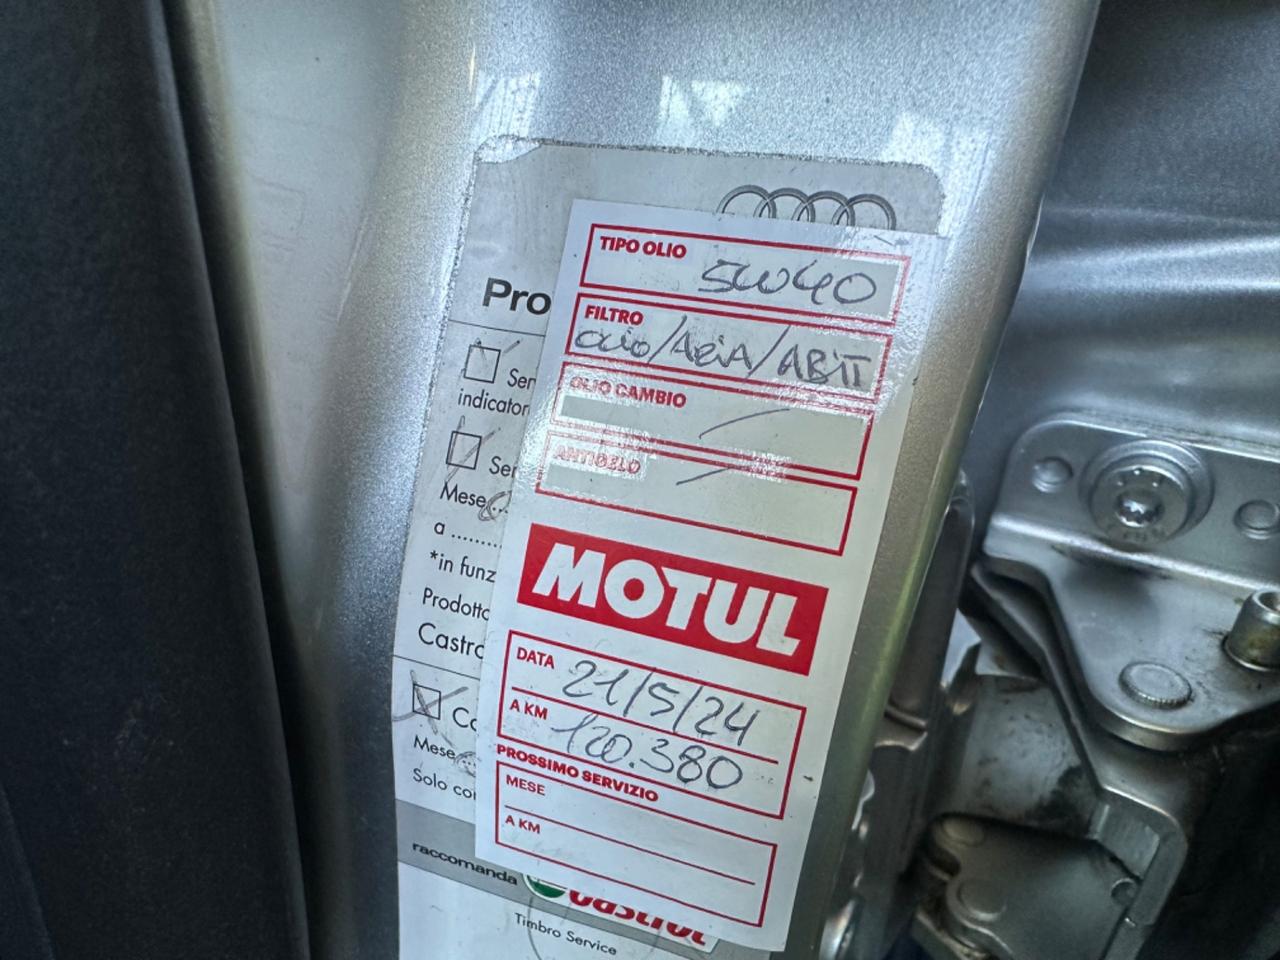 TIPO OLIO 5W40
FILTRO
OLIO/ARIA/ABIT
OLIO CAMBIO
ANTIGELO
MOTUL
DATA 21/5/24
A KM 120.380
PROSSIMO SERVIZIO
MESE
A KM
Pro
Ser
indicator
Ser
Mese
a ..........
*in funz
Prodotto
Castro
Mese
Solo co
raccomanda Castrol
Timbro Service